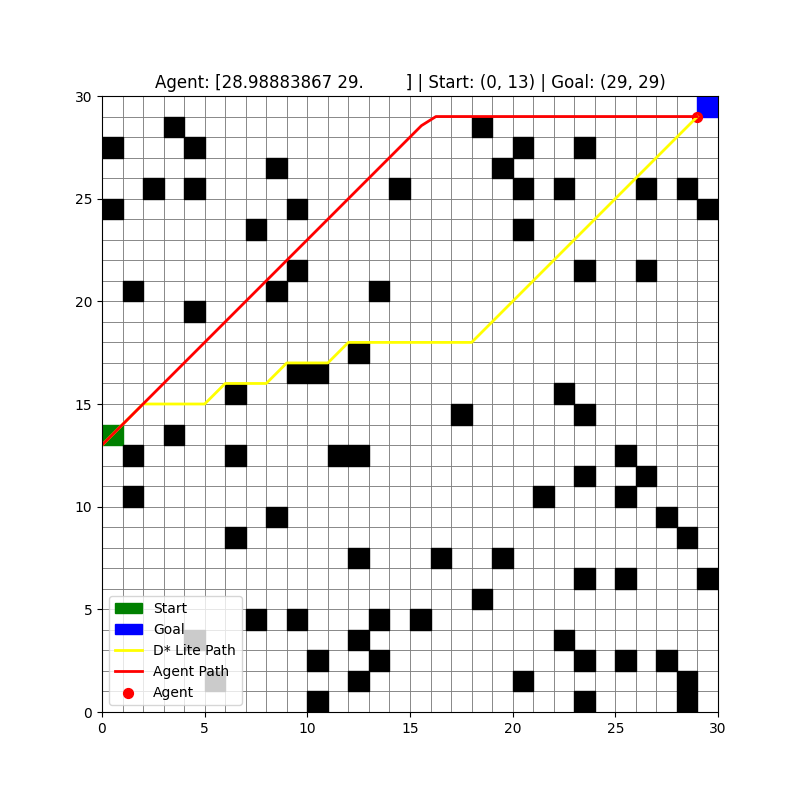 Agent: [28.98883867 29.        ] | Start: (0, 13) | Goal: (29, 29)
30
25
20
15
10
5
0
Start
Goal
D* Lite Path
Agent Path
Agent
0 5 10 15 20 25 30